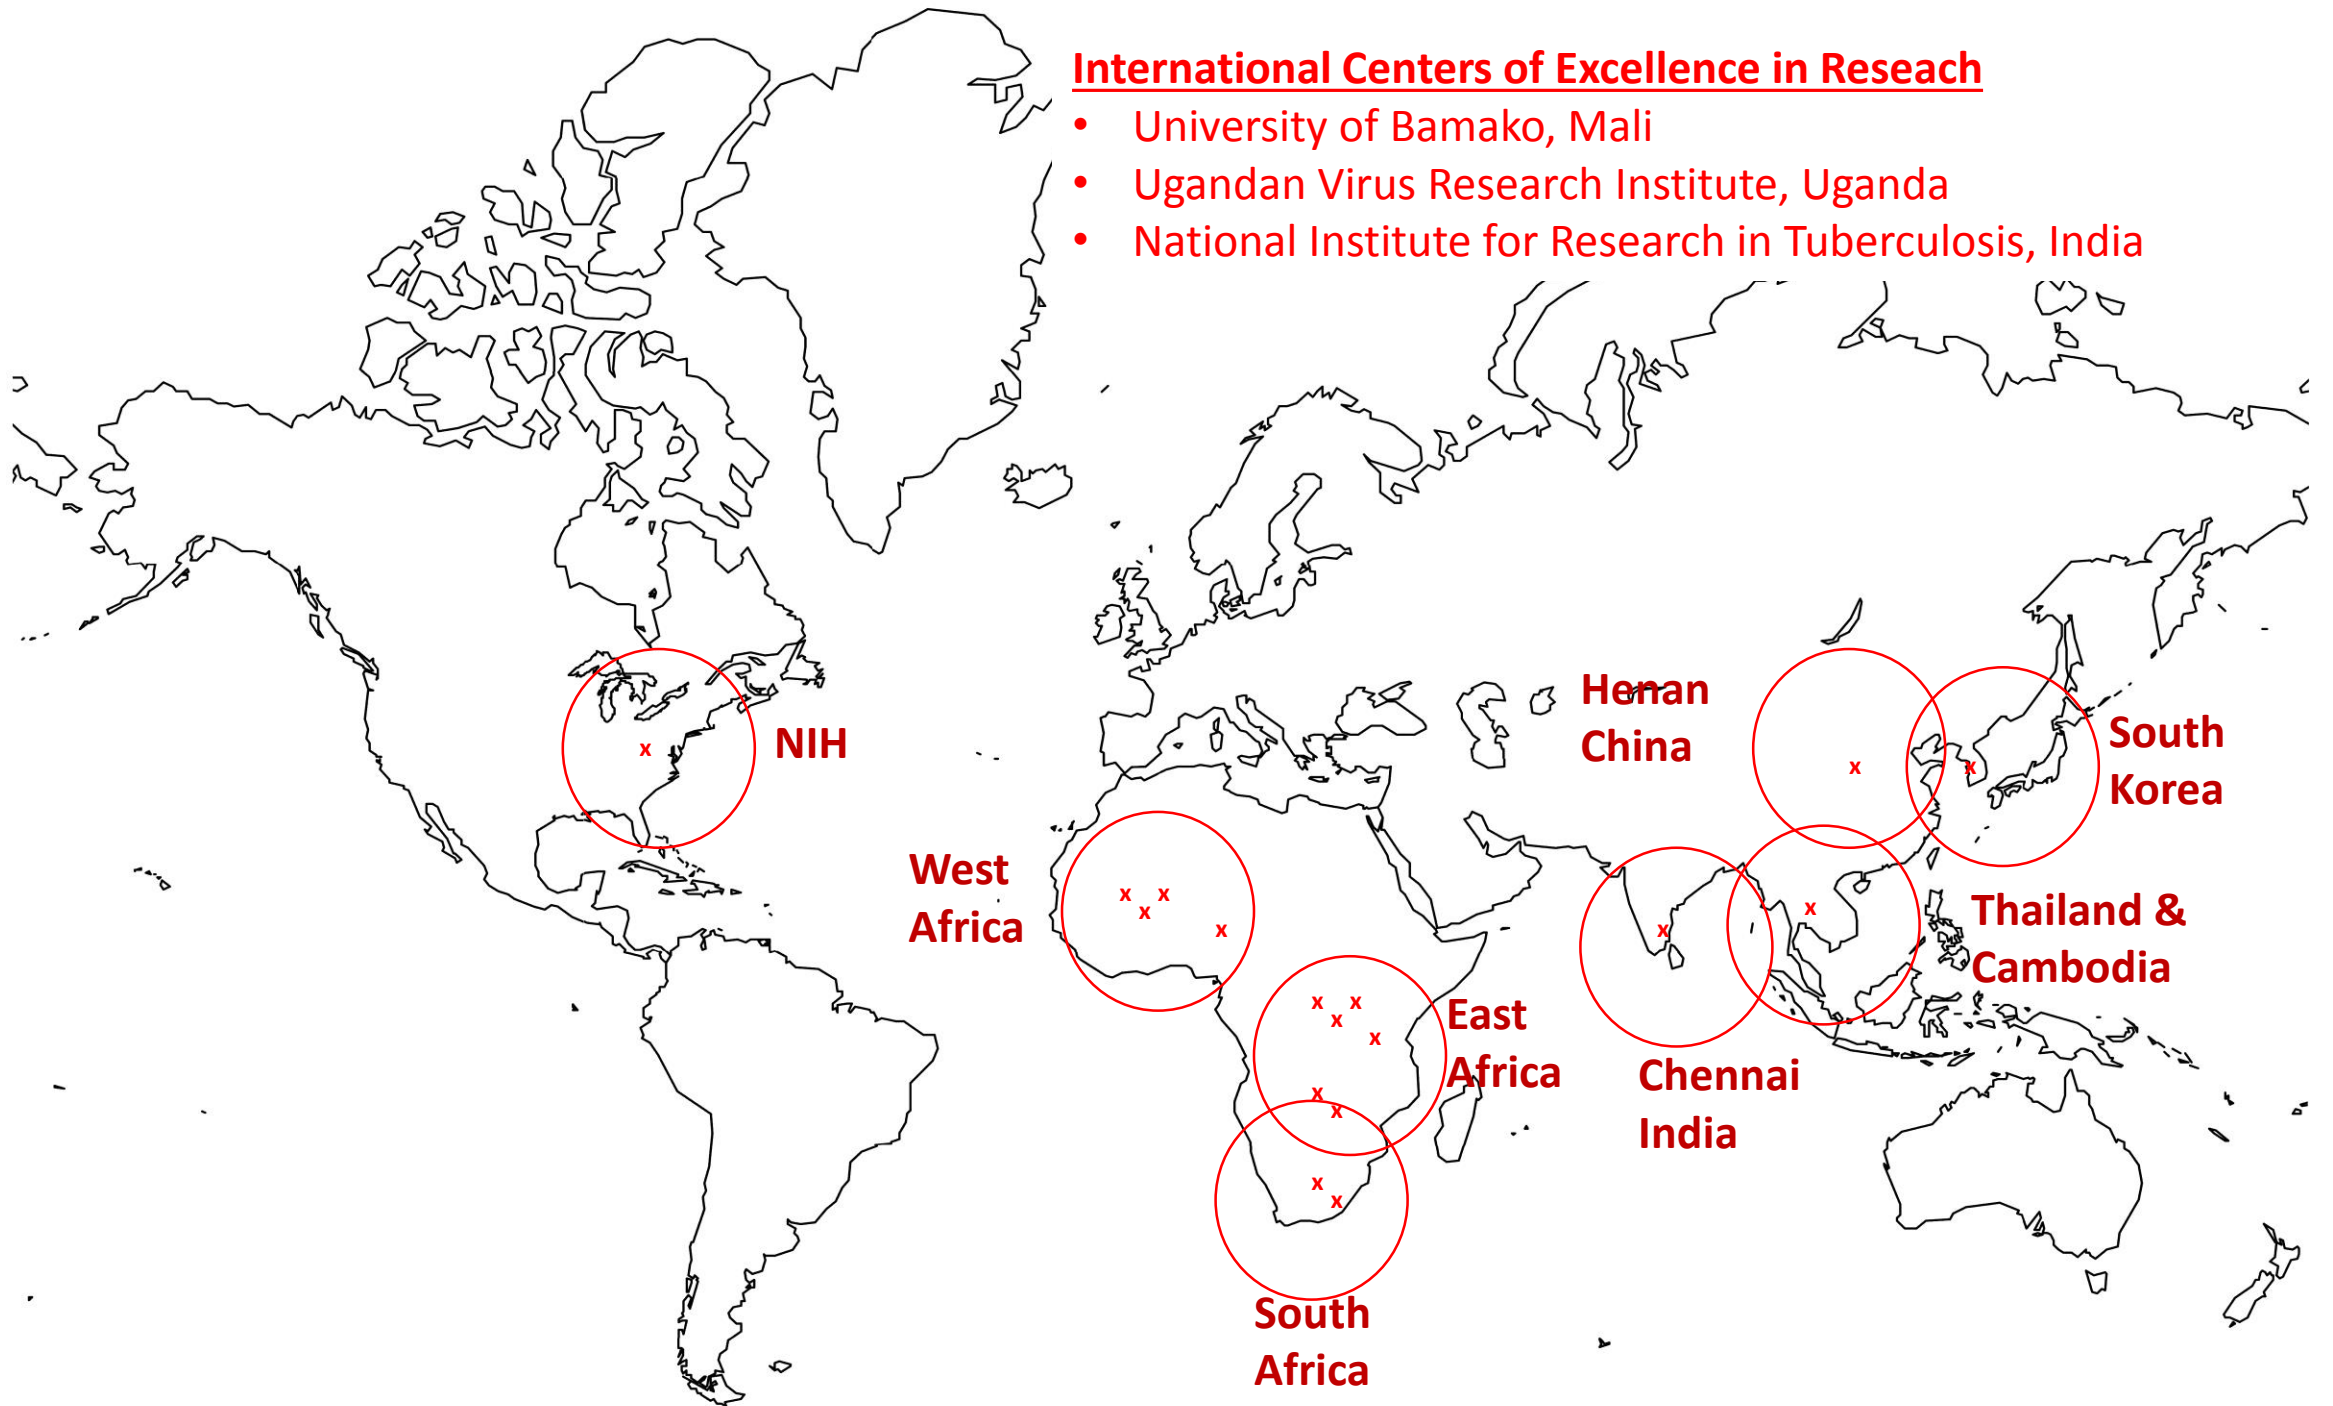 International Centers of Excellence in Reseach
• University of Bamako, Mali
• Ugandan Virus Research Institute, Uganda
• National Institute for Research in Tuberculosis, India
Henan
China
NIH
South
Korea
West
Africa
Thailand &
Cambodia
East
Africa
Chennai
India
South
Africa
x
x
x
x x
x
x
x
x
x x
x
x
x
x
x
x